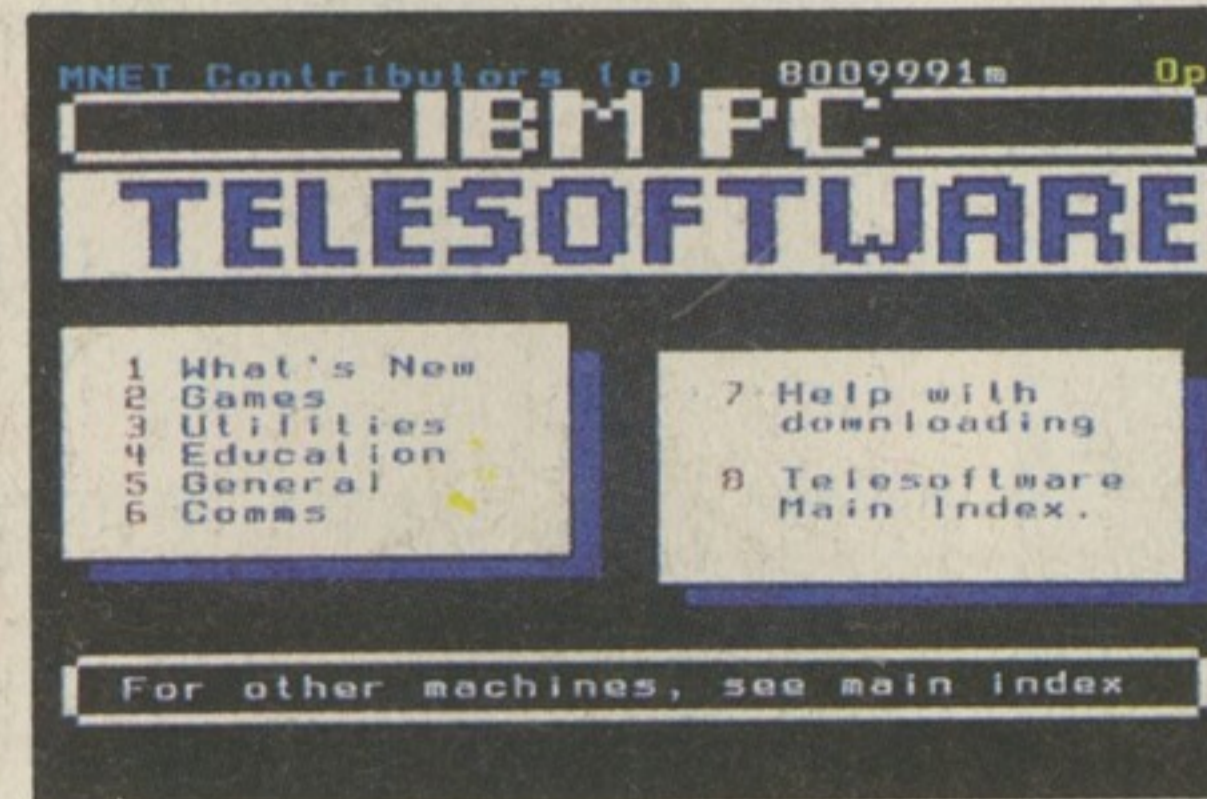 MNET Contributors (c) 8009991m 0p
IBM PC
TELESOFTWARE
1 What's New
2 Games
3 Utilities
4 Education
5 General
6 Comms
7 Help with
downloading
8 Telesoftware
Main Index.
For other machines, see main index